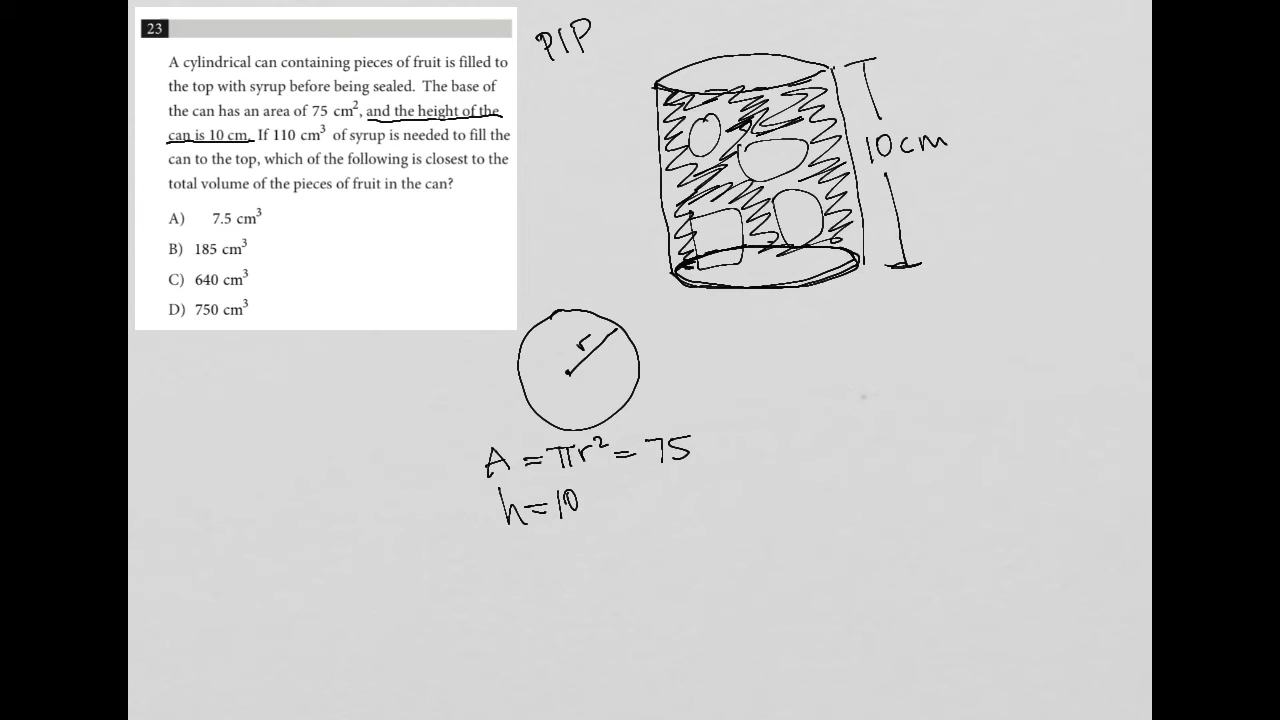 23
A cylindrical can containing pieces of fruit is filled to
the top with syrup before being sealed. The base of
the can has an area of 75 cm², and the height of the
can is 10 cm. If 110 cm³ of syrup is needed to fill the
can to the top, which of the following is closest to the
total volume of the pieces of fruit in the can?
A) 7.5 cm³
B) 185 cm³
C) 640 cm³
D) 750 cm³
PIP
10cm
r
A = πr² = 75
h = 10